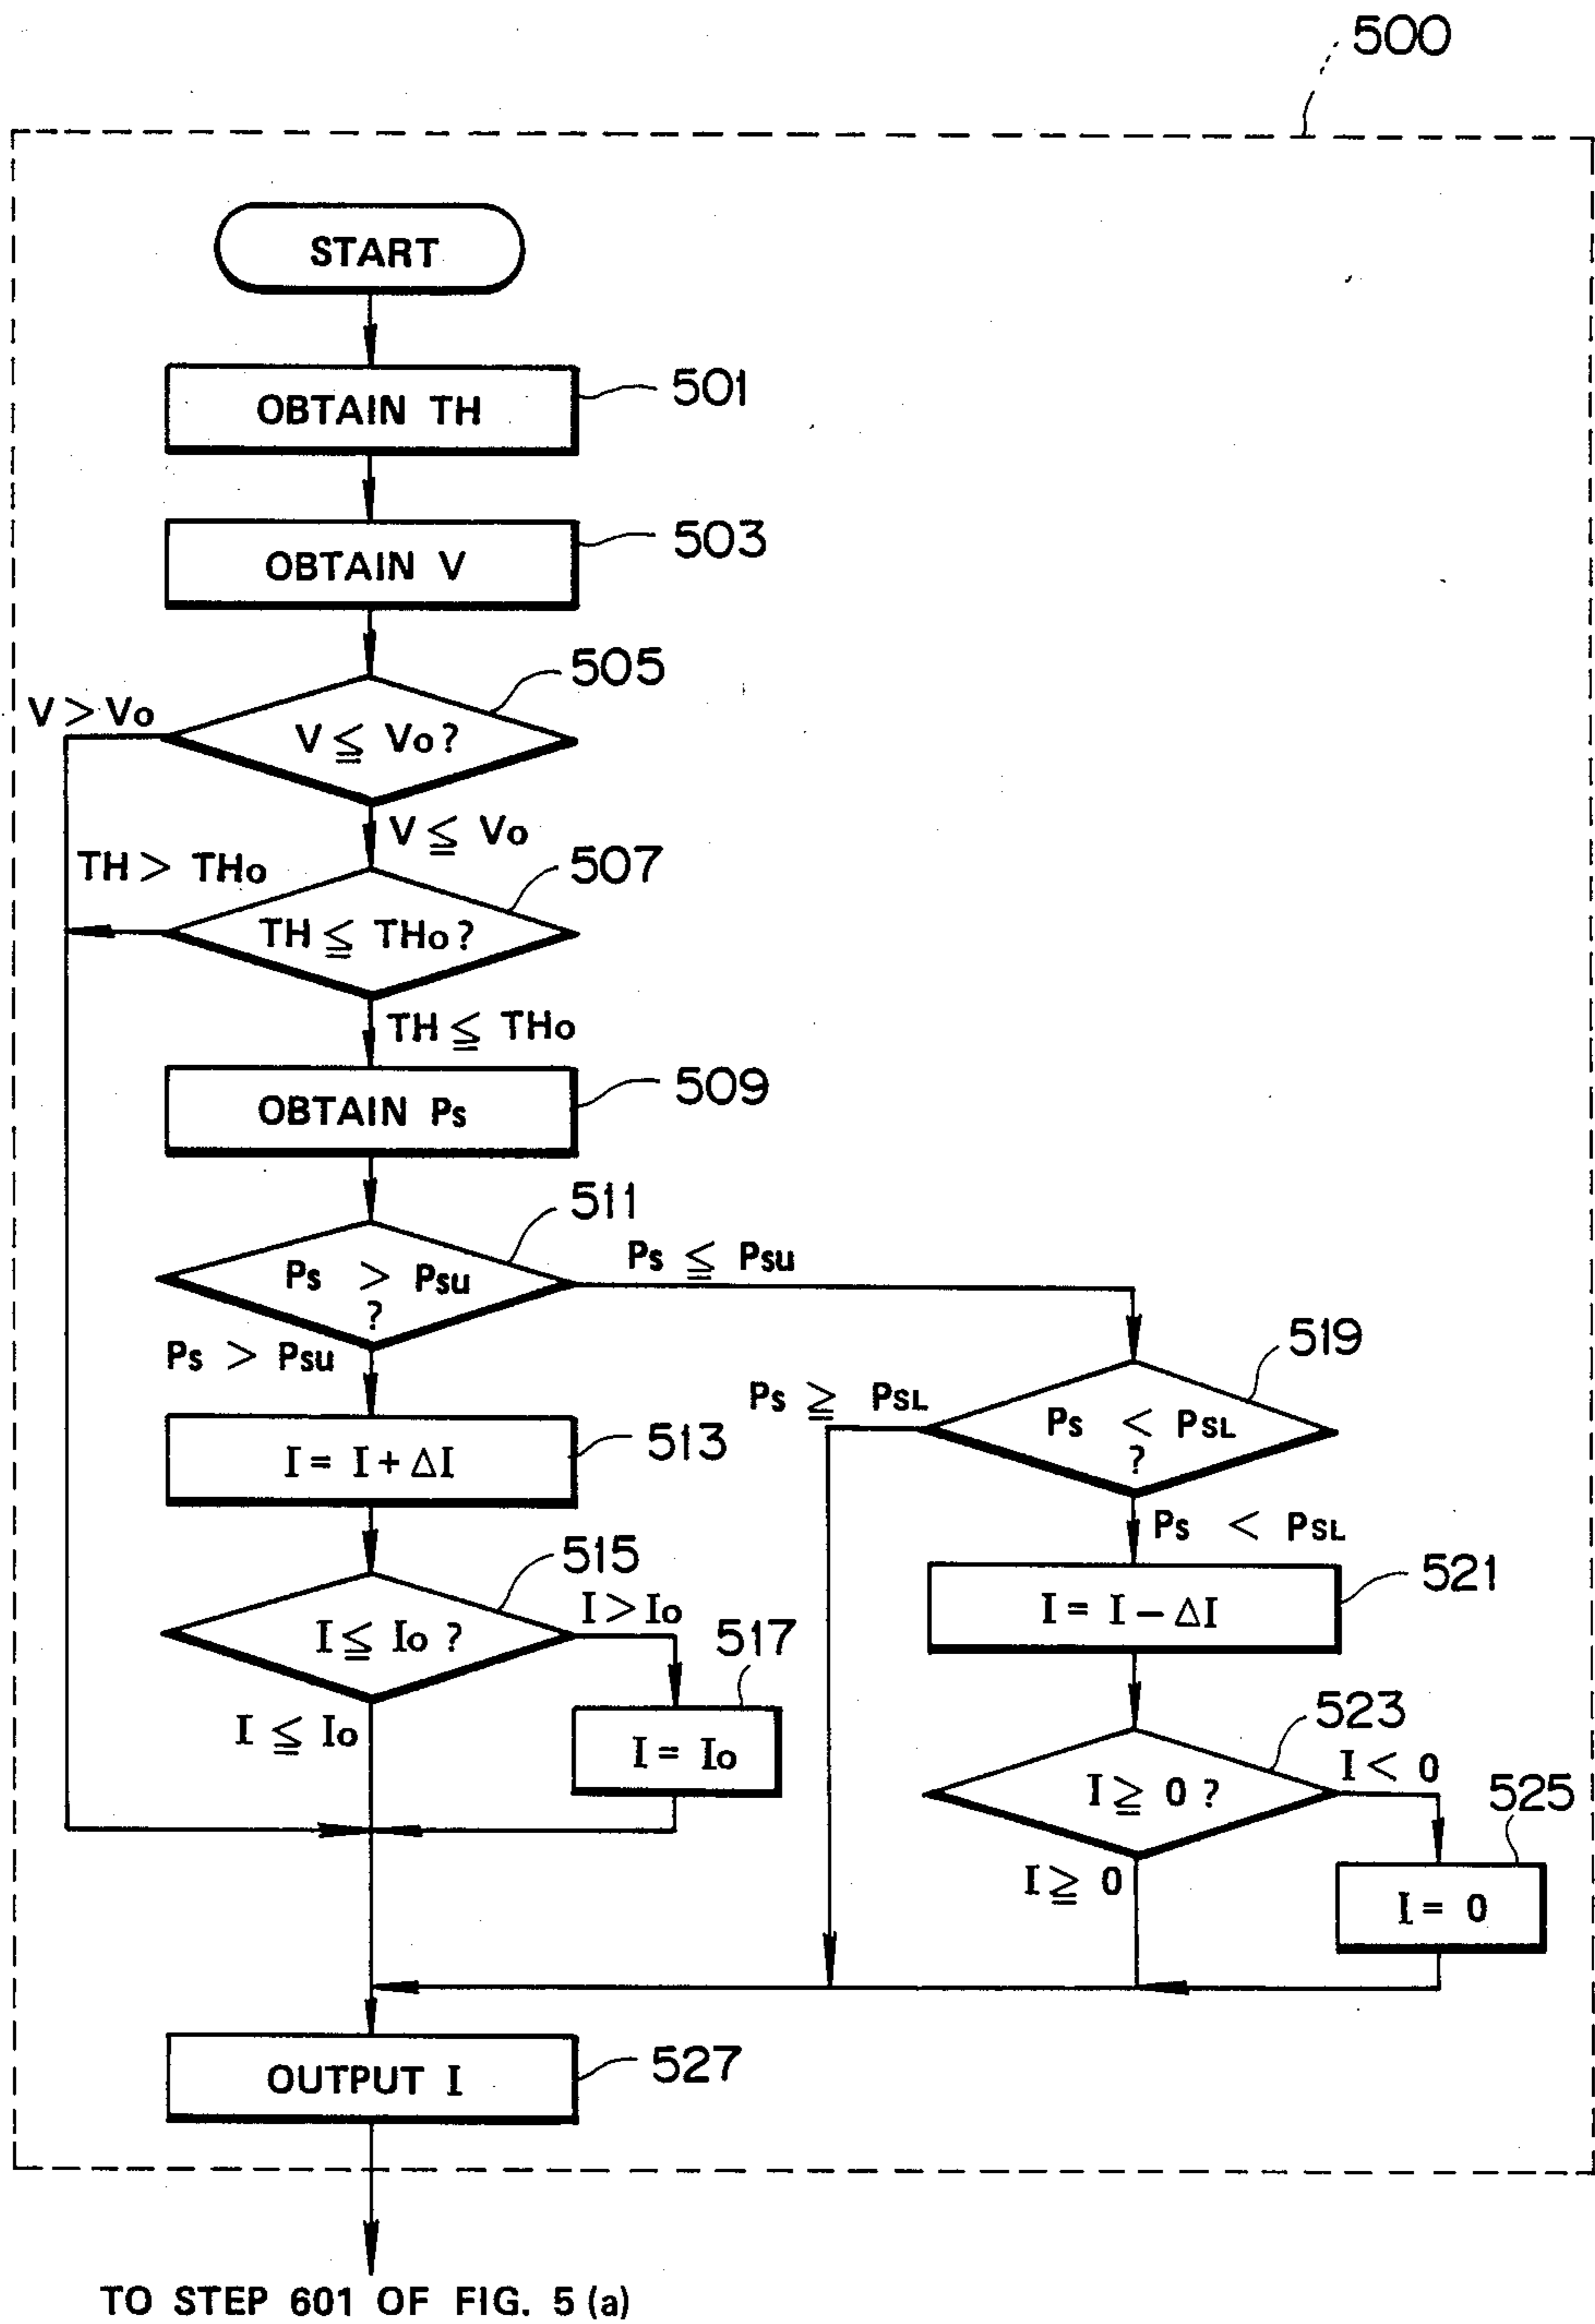 500
START
OBTAIN TH
501
OBTAIN V
503
505
V > Vo
V ≦ Vo ?
V ≦ Vo
507
TH > THo
TH ≦ THo ?
TH ≦ THo
OBTAIN Ps
509
511
Ps > Psu
?
Ps ≦ Psu
Ps > Psu
519
Ps ≧ PSL
Ps < PSL
?
I = I + ΔI
513
Ps < PSL
515
I ≦ Io ?
I > Io
521
I = I − ΔI
517
I ≦ Io
I = Io
523
I ≧ 0 ?
I < 0
525
I ≧ 0
I = 0
OUTPUT I
527
TO STEP 601 OF FIG. 5 (a)